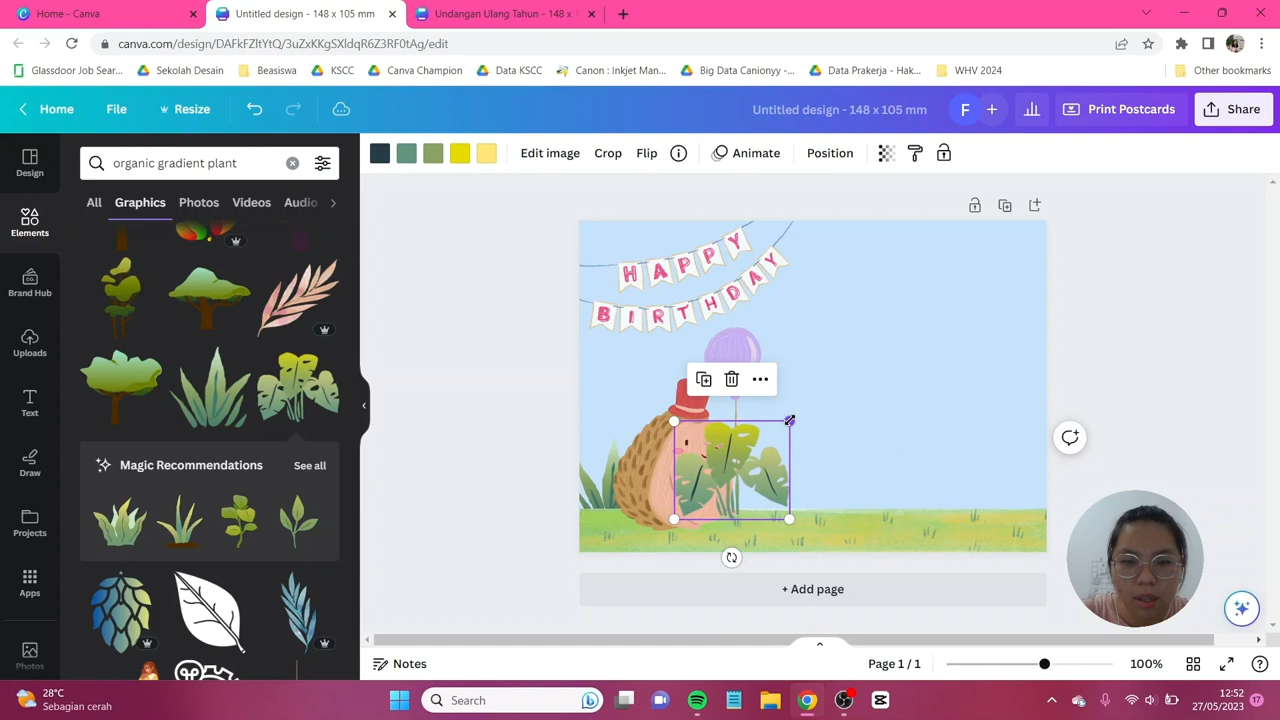 Home - Canva
Untitled design - 148 x 105 mm
Undangan Ulang Tahun - 148 x 1
canva.com/design/DAFkFZltYtQ/3uZxKKgSXldqR6Z3RF0tAg/edit
Glassdoor Job Sear...
Sekolah Desain
Beasiswa
KSCC
Canva Champion
Data KSCC
Canon : Inkjet Man...
Big Data Canionyy -...
Data Prakerja - Hak...
WHV 2024
Other bookmarks
Home
File
Resize
Untitled design - 148 x 105 mm
F
Print Postcards
Share
Design
Elements
Brand Hub
Uploads
Text
Draw
Projects
Apps
Photos
organic gradient plant
All
Graphics
Photos
Videos
Audio
Magic Recommendations
See all
Edit image
Crop
Flip
Animate
Position
HAPPY
BIRTHDAY
+ Add page
Notes
Page 1 / 1
100%
28°C
Sebagian cerah
Search
12:52
27/05/2023